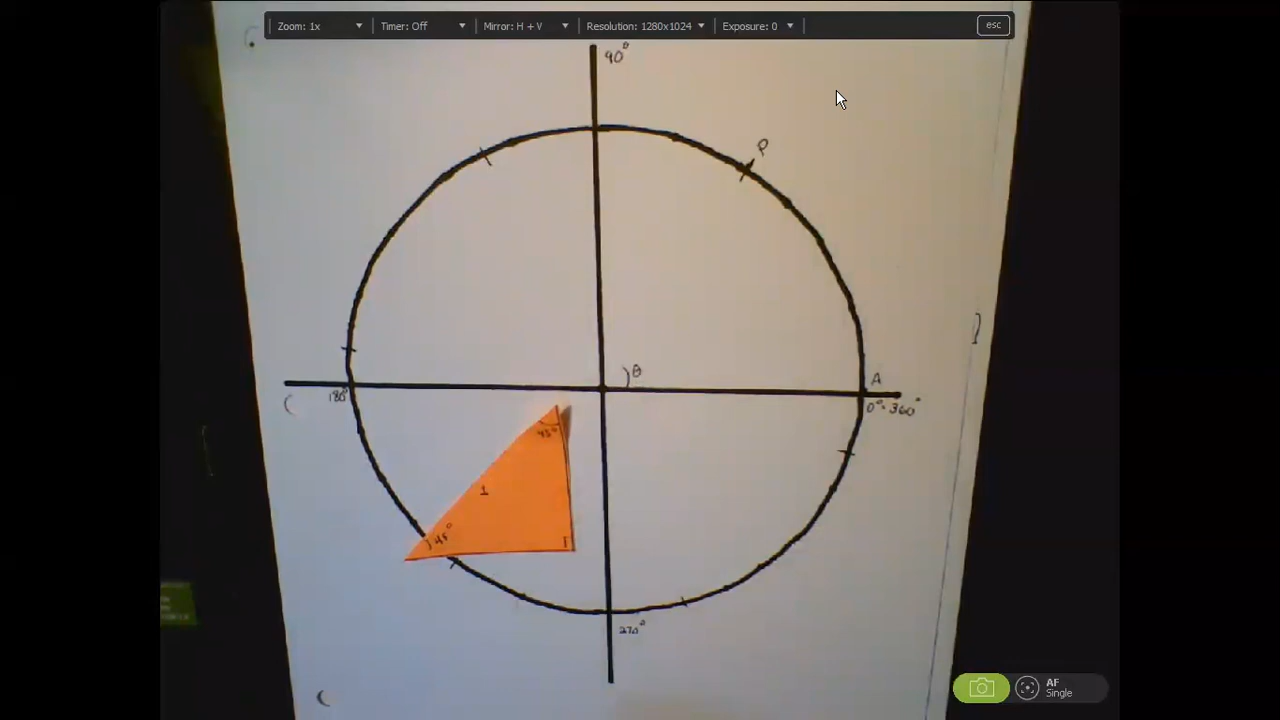 Zoom: 1x Timer: Off Mirror: H + V Resolution: 1280x1024 Exposure: 0 esc
90°
P
θ
A
180°
0° 360°
45°
1
45°
270°
AF
Single